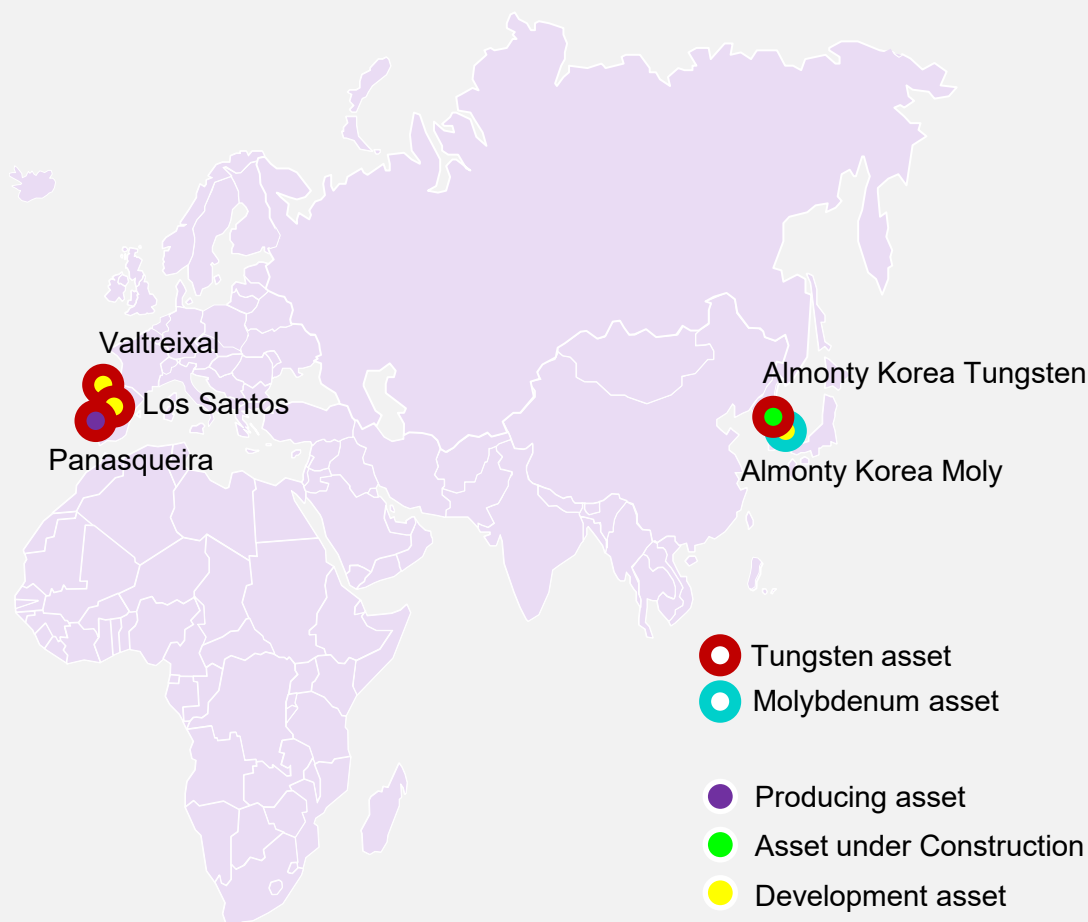 Valtreixal
Los Santos
Panasqueira
Almonty Korea Tungsten
Almonty Korea Moly
Tungsten asset
Molybdenum asset
Producing asset
Asset under Construction
Development asset